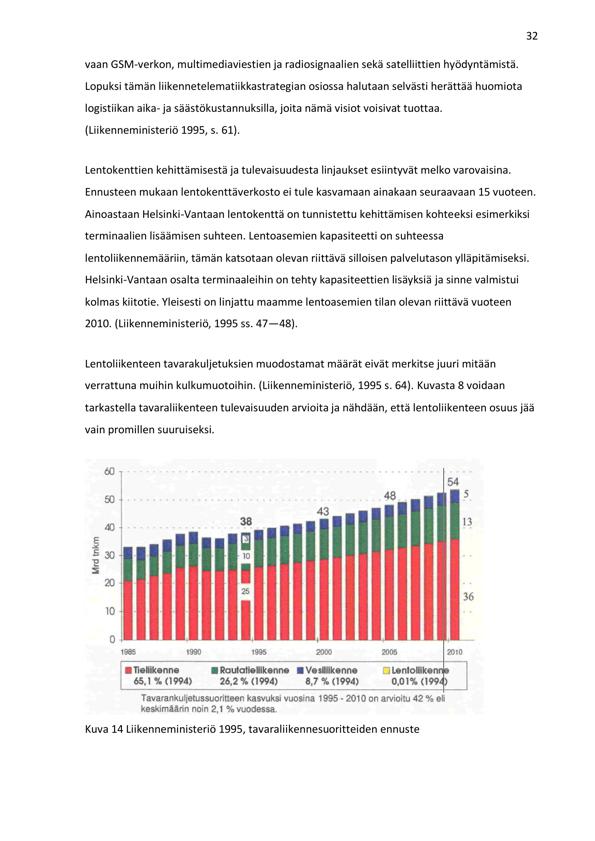 32
vaan GSM-verkon, multimediaviestien ja radiosignaalien sekä satelliittien hyödyntämistä.
Lopuksi tämän liikennetelematiikkastrategian osiossa halutaan selvästi herättää huomiota
logistiikan aika- ja säästökustannuksilla, joita nämä visiot voisivat tuottaa.
(Liikenneministeriö 1995, s. 61).
Lentokenttien kehittämisestä ja tulevaisuudesta linjaukset esiintyvät melko varovaisina.
Ennusteen mukaan lentokenttäverkosto ei tule kasvamaan ainakaan seuraavaan 15 vuoteen.
Ainoastaan Helsinki-Vantaan lentokenttä on tunnistettu kehittämisen kohteeksi esimerkiksi
terminaalien lisäämisen suhteen. Lentoasemien kapasiteetti on suhteessa
lentoliikennemääriin, tämän katsotaan olevan riittävä silloisen palvelutason ylläpitämiseksi.
Helsinki-Vantaan osalta terminaaleihin on tehty kapasiteettien lisäyksiä ja sinne valmistui
kolmas kiitotie. Yleisesti on linjattu maamme lentoasemien tilan olevan riittävä vuoteen
2010. (Liikenneministeriö, 1995 ss. 47—48).
Lentoliikenteen tavarakuljetuksien muodostamat määrät eivät merkitse juuri mitään
verrattuna muihin kulkumuotoihin. (Liikenneministeriö, 1995 s. 64). Kuvasta 8 voidaan
tarkastella tavaraliikenteen tulevaisuuden arvioita ja nähdään, että lentoliikenteen osuus jää
vain promillen suuruiseksi.
Mrd tnkm
60
50
40
30
20
10
0
38
3
10
25
43
48
54
5
13
36
1985 1990 1995 2000 2005 2010
Tieliikenne Rautatieliikenne Vesiliikenne Lentoliikenne
65,1 % (1994) 26,2 % (1994) 8,7 % (1994) 0,01% (1994)
Tavarankuljetussuoritteen kasvuksi vuosina 1995 - 2010 on arvioitu 42 % eli
keskimäärin noin 2,1 % vuodessa.
Kuva 14 Liikenneministeriö 1995, tavaraliikennesuoritteiden ennuste